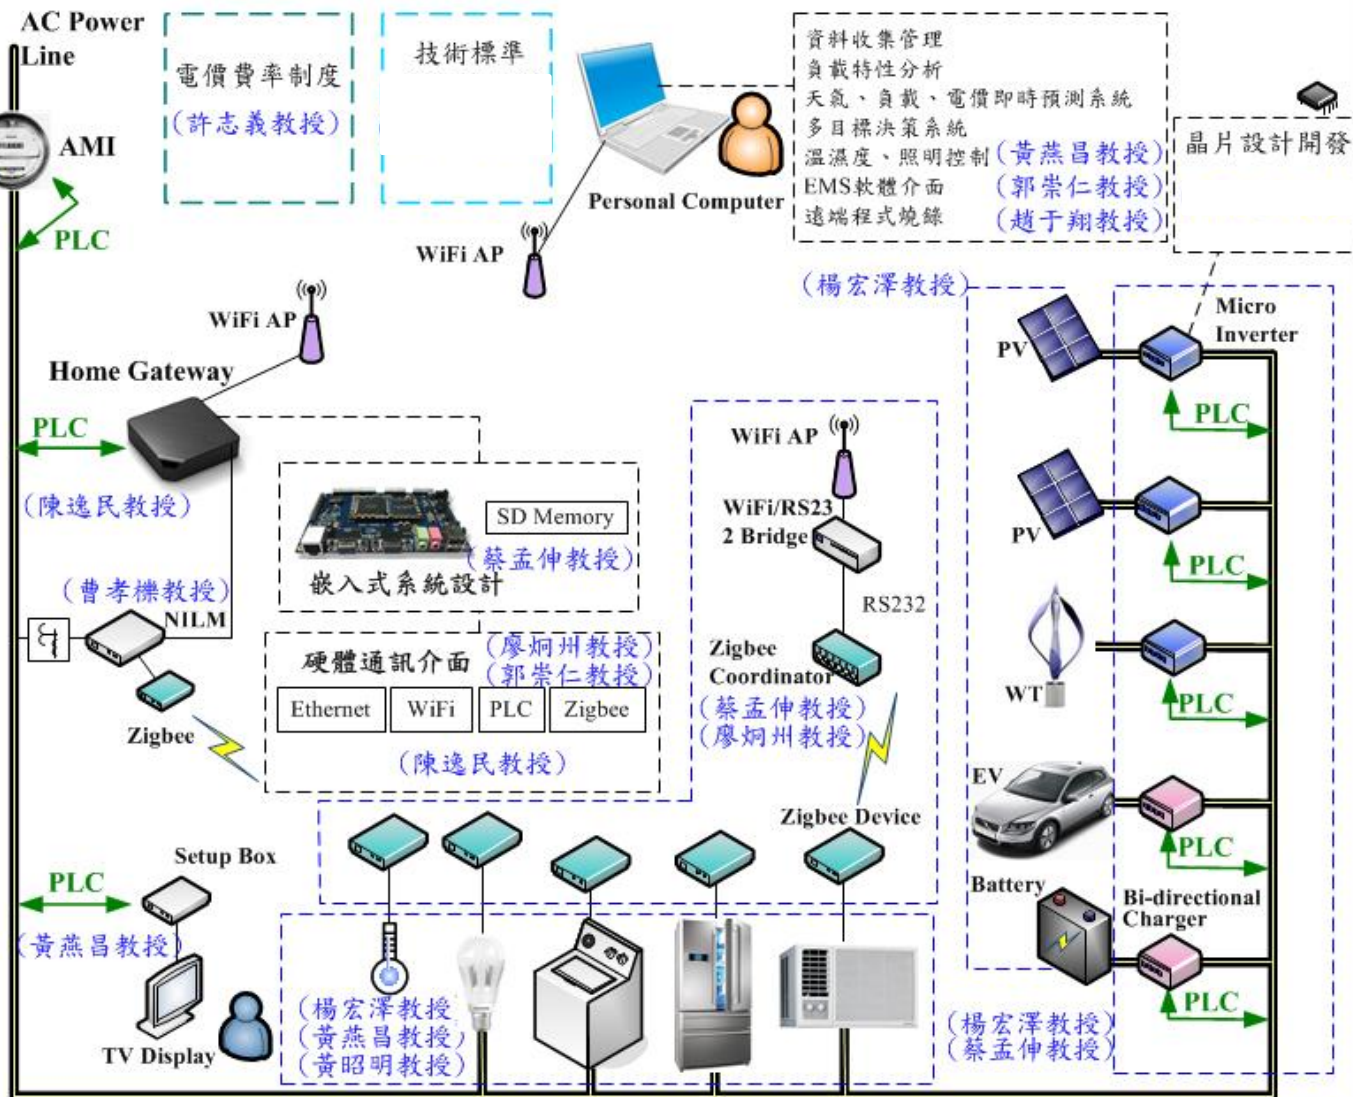 AC Power
Line
AMI
PLC
電價費率制度
(許志義教授)
技術標準
Personal Computer
WiFi AP
資料收集管理
負載特性分析
天氣、負載、電價即時預測系統
多目標決策系統
溫濕度、照明控制(黃燕昌教授)
EMS軟體介面 (郭崇仁教授)
遠端程式燒錄 (趙于翔教授)
晶片設計開發
WiFi AP
Home Gateway
PLC
(陳逸民教授)
SD Memory
(蔡孟伸教授)
嵌入式系統設計
(曹孝櫟教授)
NILM
Zigbee
硬體通訊介面
(廖炯州教授)
(郭崇仁教授)
Ethernet
WiFi
PLC
Zigbee
(陳逸民教授)
WiFi AP
WiFi/RS23
2 Bridge
RS232
Zigbee
Coordinator
(蔡孟伸教授)
(廖炯州教授)
Zigbee Device
(楊宏澤教授)
PV
Micro
Inverter
PLC
PV
PLC
WT
PLC
EV
PLC
Battery
Bi-directional
Charger
PLC
(楊宏澤教授)
(蔡孟伸教授)
Setup Box
PLC
(黃燕昌教授)
TV Display
(楊宏澤教授)
(黃燕昌教授)
(黃昭明教授)